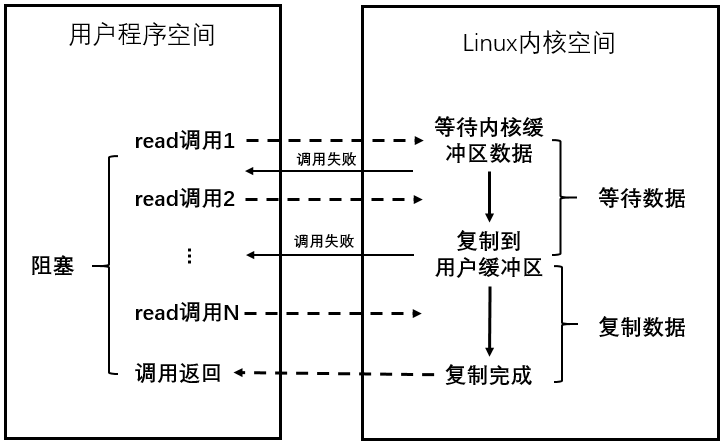 用户程序空间
Linux内核空间
read调用1
等待内核缓
冲区数据
调用失败
read调用2
等待数据
调用失败
复制到
用户缓冲区
...
阻塞
read调用N
复制数据
调用返回
复制完成